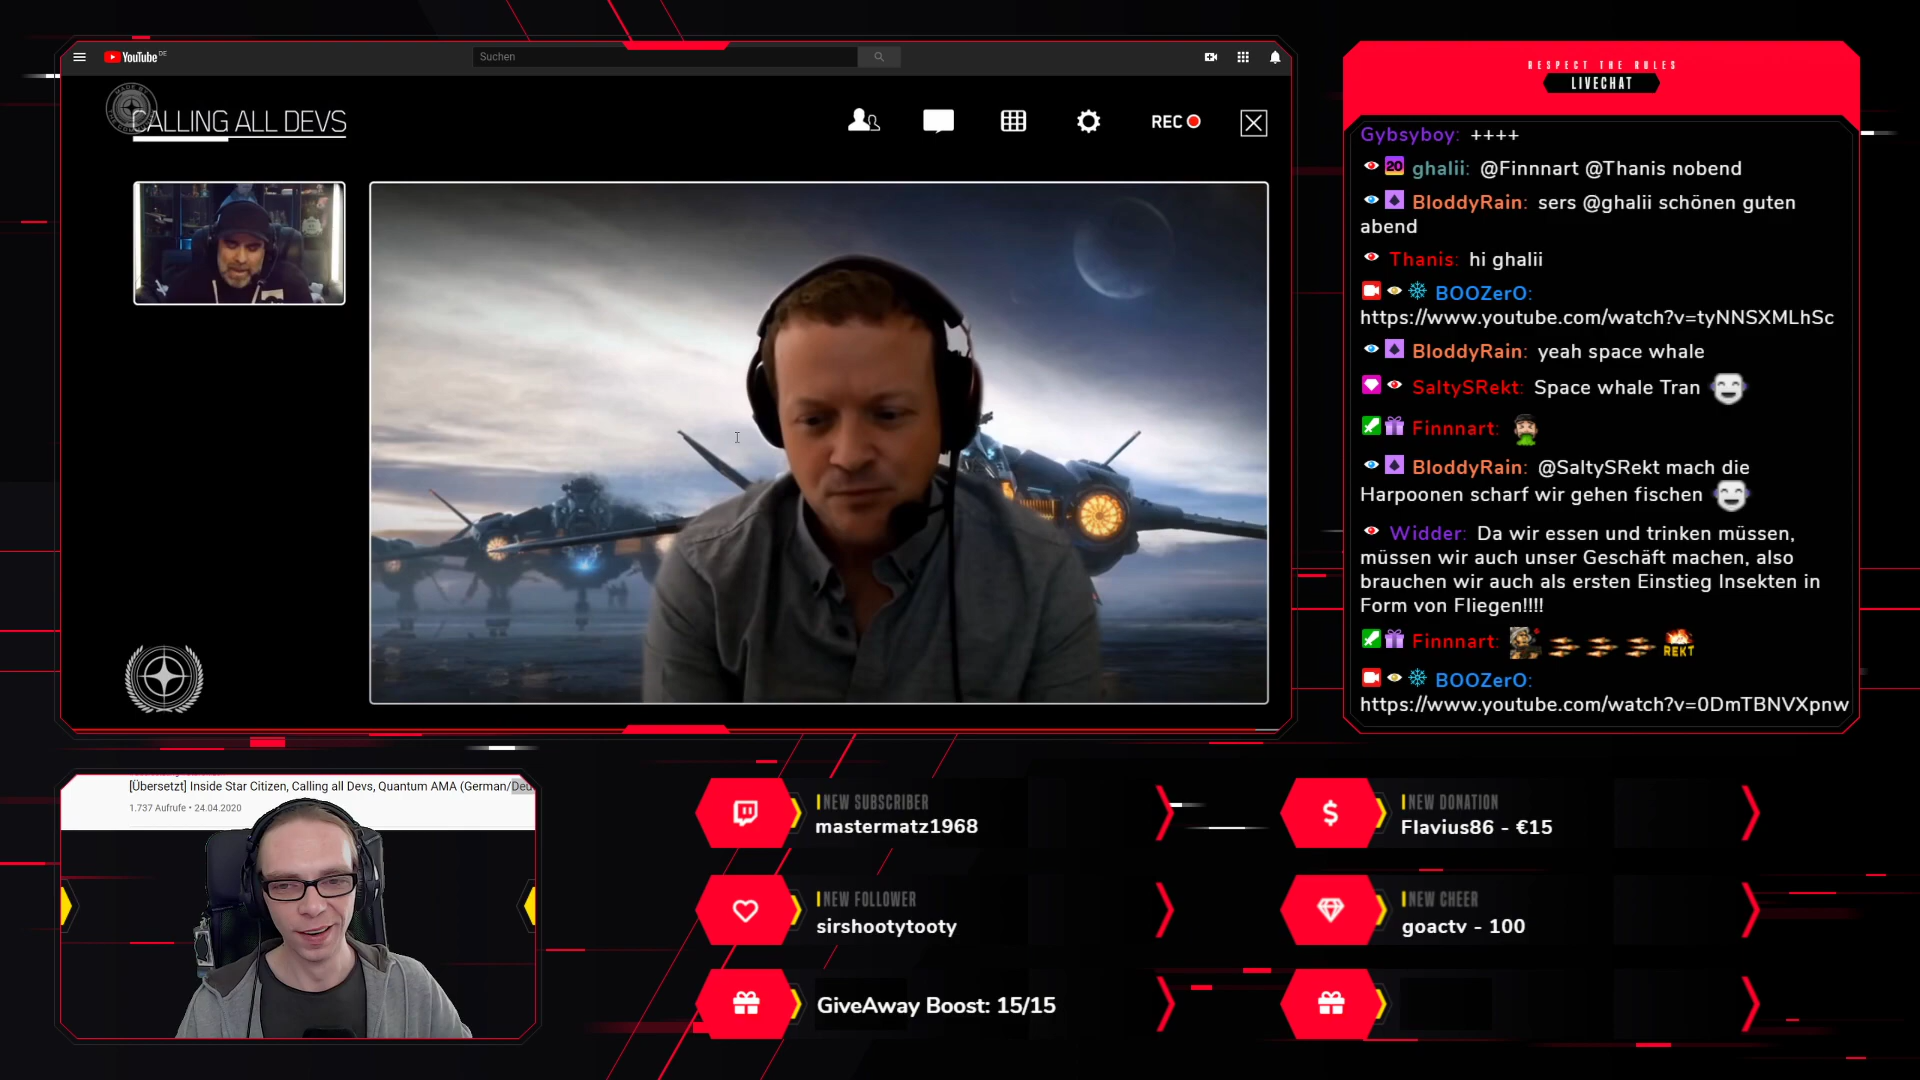 YouTube DE
Suchen
CALLING ALL DEVS
REC
RESPECT THE RULES
LIVECHAT
Gybsyboy: ++++
20 ghalii: @Finnnart @Thanis nobend
BloddyRain: sers @ghalii schönen guten
abend
Thanis: hi ghalii
BOOZerO:
https://www.youtube.com/watch?v=tyNNSXMLhSc
BloddyRain: yeah space whale
SaltySRekt: Space whale Tran
Finnnart:
BloddyRain: @SaltySRekt mach die
Harpoonen scharf wir gehen fischen
Widder: Da wir essen und trinken müssen,
müssen wir auch unser Geschäft machen, also
brauchen wir auch als ersten Einstieg Insekten in
Form von Fliegen!!!!
Finnnart: REKT
BOOZerO:
https://www.youtube.com/watch?v=0DmTBNVXpnw
[Übersetzt] Inside Star Citizen, Calling all Devs, Quantum AMA (German/Deu
1.737 Aufrufe • 24.04.2020
NEW SUBSCRIBER
mastermatz1968
NEW DONATION
Flavius86 - €15
NEW FOLLOWER
sirshootytooty
NEW CHEER
goactv - 100
GiveAway Boost: 15/15